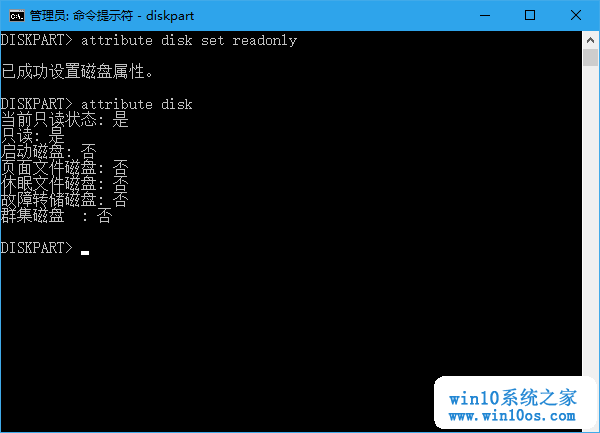 管理员: 命令提示符 - diskpart
DISKPART> attribute disk set readonly
已成功设置磁盘属性。
DISKPART> attribute disk
当前只读状态: 是
只读: 是
启动磁盘: 否
页面文件磁盘: 否
休眠文件磁盘: 否
故障转储磁盘: 否
群集磁盘  : 否
DISKPART>
win10系统之家
www.win10os.com